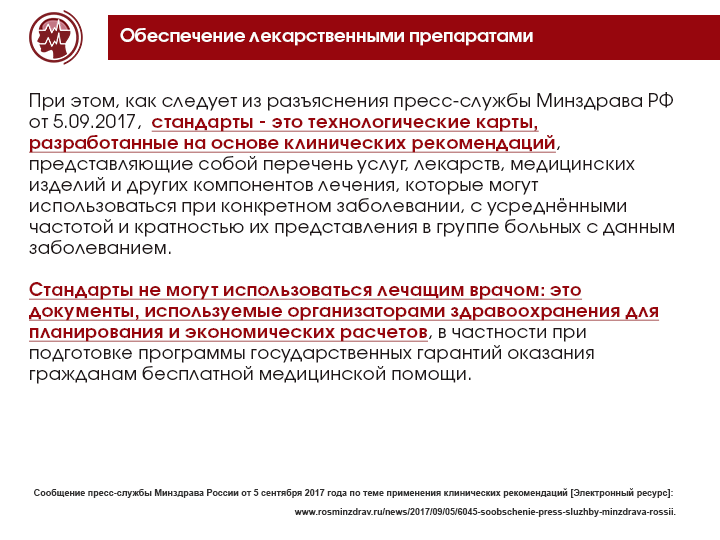 Обеспечение лекарственными препаратами
При этом, как следует из разъяснения пресс-службы Минздрава РФ
от 5.09.2017, стандарты - это технологические карты,
разработанные на основе клинических рекомендаций,
представляющие собой перечень услуг, лекарств, медицинских
изделий и других компонентов лечения, которые могут
использоваться при конкретном заболевании, с усреднёнными
частотой и кратностью их представления в группе больных с данным
заболеванием.
Стандарты не могут использоваться лечащим врачом: это
документы, используемые организаторами здравоохранения для
планирования и экономических расчетов, в частности при
подготовке программы государственных гарантий оказания
гражданам бесплатной медицинской помощи.
Сообщение пресс-службы Минздрава России от 5 сентября 2017 года по теме применения клинических рекомендаций [Электронный ресурс]:
www.rosminzdrav.ru/news/2017/09/05/6045-soobschenie-press-sluzhby-minzdrava-rossii.